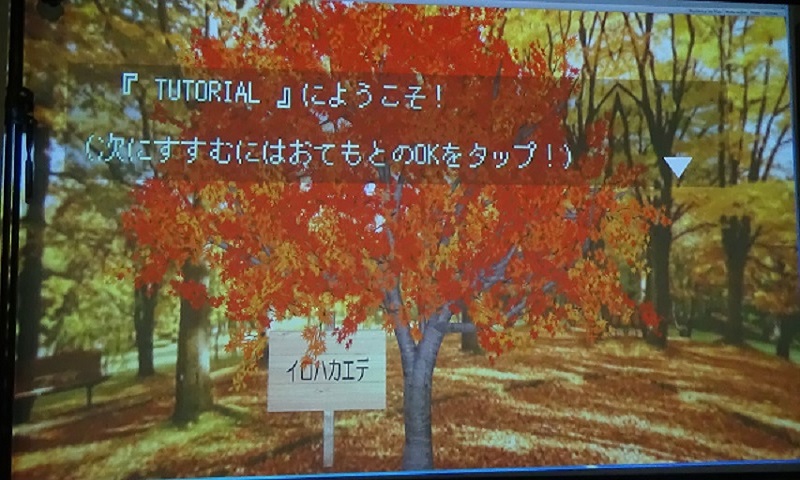 『 TUTORIAL 』にようこそ!
(次にすすむにはおてもとのOKをタップ!)
イロハカエデ